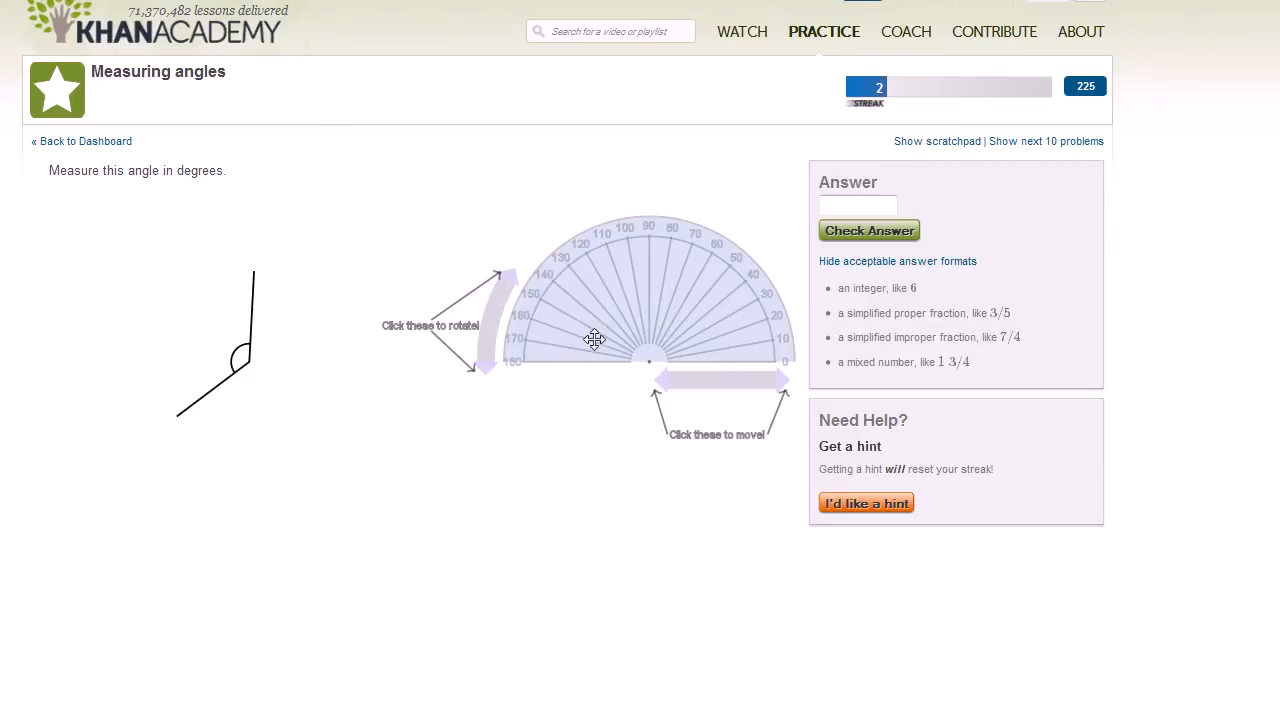 71,370,482 lessons delivered
KHANACADEMY
Search for a video or playlist
WATCH PRACTICE COACH CONTRIBUTE ABOUT
Measuring angles
2
STREAK
225
« Back to Dashboard
Show scratchpad | Show next 10 problems
Measure this angle in degrees.
Answer
Check Answer
Hide acceptable answer formats
an integer, like 6
a simplified proper fraction, like 3/5
a simplified improper fraction, like 7/4
a mixed number, like 1 3/4
Need Help?
Get a hint
Getting a hint will reset your streak!
I'd like a hint
Click these to rotate!
180 170 160 150 140 130 120 110 100 90 80 70 60 50 40 30 20 10 0
Click these to move!